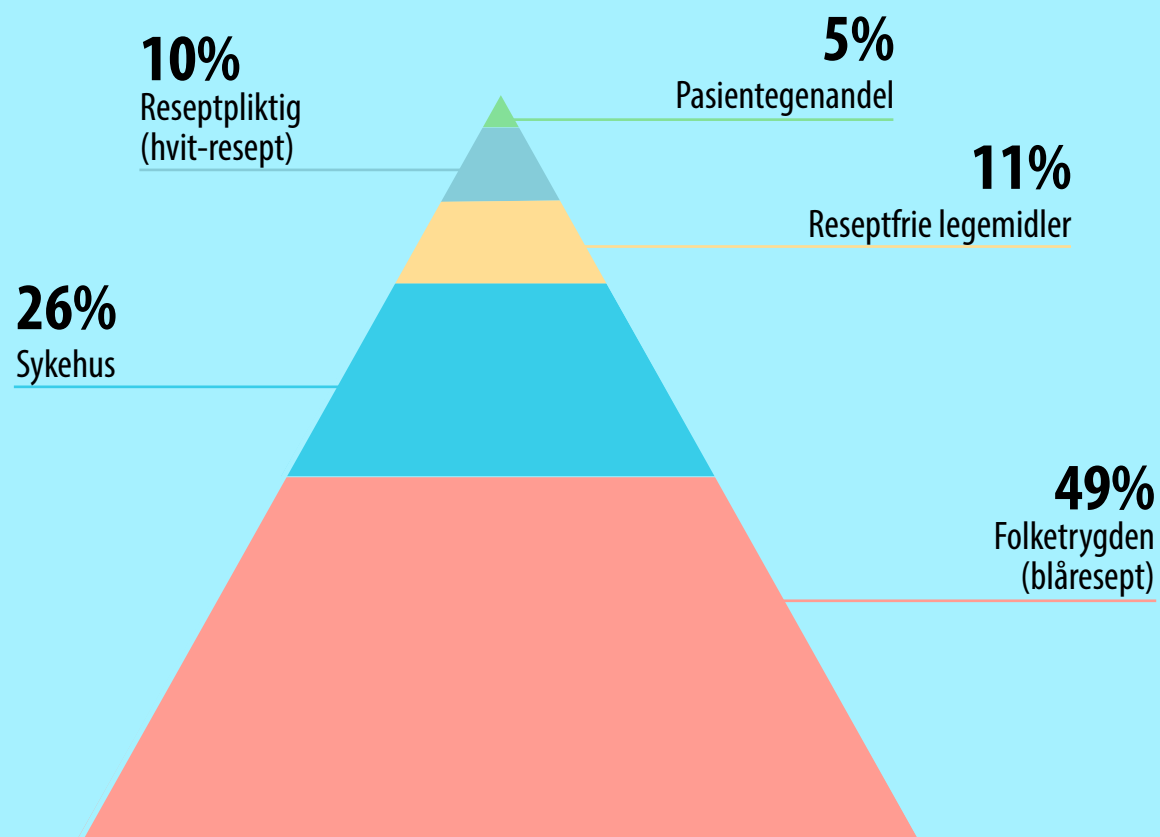 10%
Reseptpliktig
(hvit-resept)
5%
Pasientegenandel
11%
Reseptfrie legemidler
26%
Sykehus
49%
Folketrygden
(blåresept)